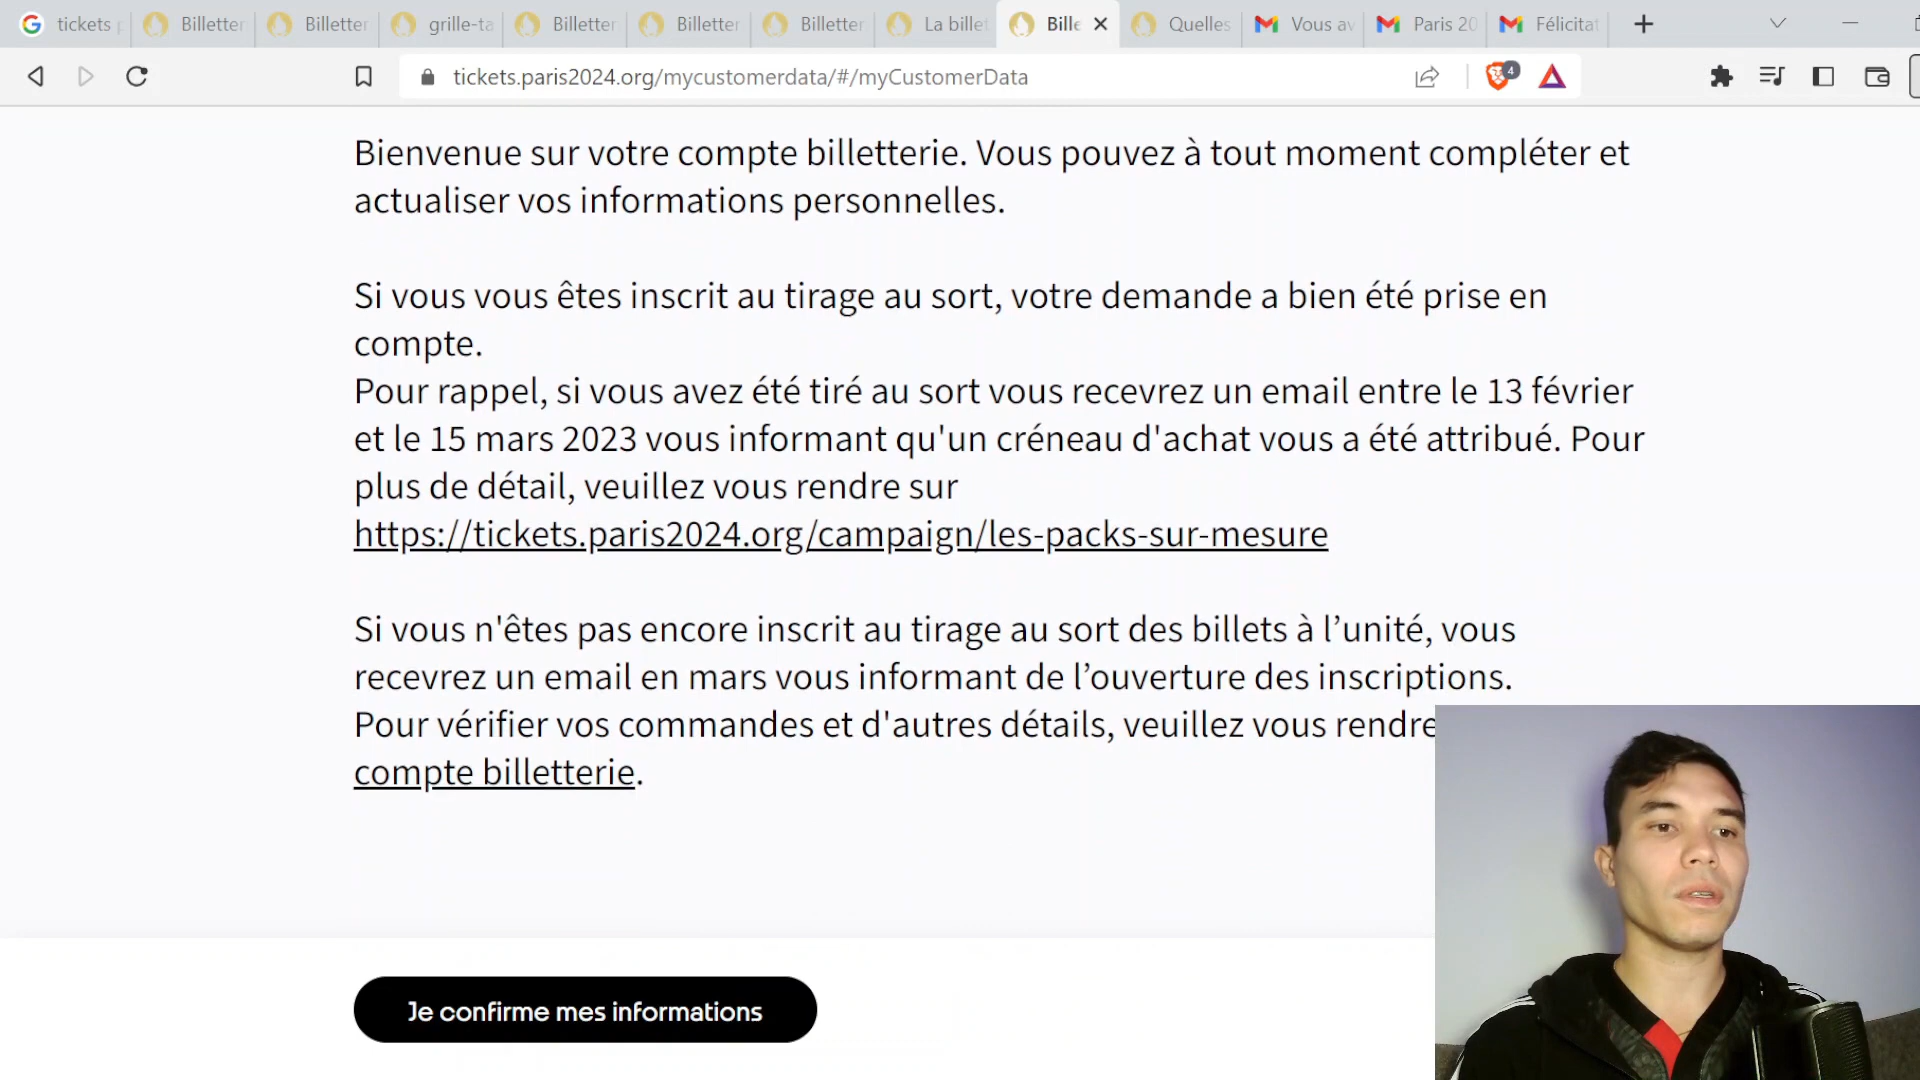 tickets p
Billetter
Billetter
grille-ta
Billetter
Billetter
Billetter
La billet
Bille
Quelles
Vous av
Paris 20
Félicitat
tickets.paris2024.org/mycustomerdata/#/myCustomerData
4
Bienvenue sur votre compte billetterie. Vous pouvez à tout moment compléter et
actualiser vos informations personnelles.
Si vous vous êtes inscrit au tirage au sort, votre demande a bien été prise en
compte.
Pour rappel, si vous avez été tiré au sort vous recevrez un email entre le 13 février
et le 15 mars 2023 vous informant qu'un créneau d'achat vous a été attribué. Pour
plus de détail, veuillez vous rendre sur
https://tickets.paris2024.org/campaign/les-packs-sur-mesure
Si vous n'êtes pas encore inscrit au tirage au sort des billets à l’unité, vous
recevrez un email en mars vous informant de l’ouverture des inscriptions.
Pour vérifier vos commandes et d'autres détails, veuillez vous rendre
compte billetterie.
Je confirme mes informations